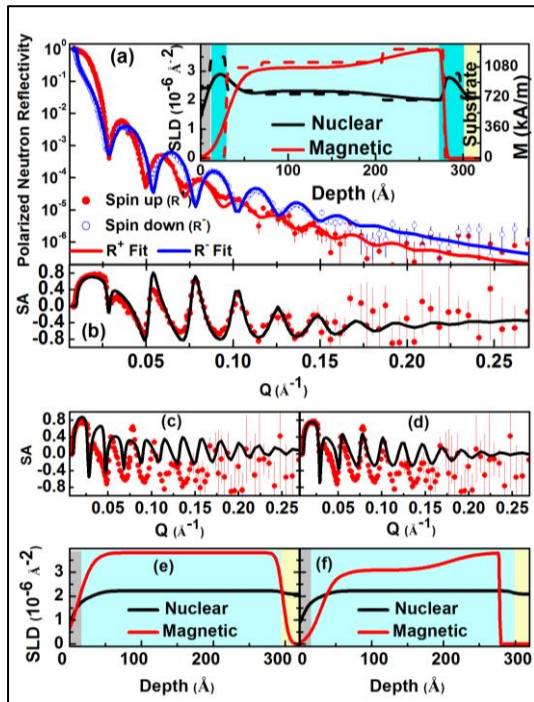 Polarized Neutron Reflectivity
10⁰
10⁻¹
10⁻²
10⁻³
10⁻⁴
10⁻⁵
10⁻⁶
(a)
SLD (10⁻⁶ Å⁻²)
3
2
1
0
Nuclear
Magnetic
0 100 200 300
Depth (Å)
Substrate
1080
720
360
0
M (kA/m)
Spin up (R⁺)
Spin down (R⁻)
R⁺ Fit R⁻ Fit
SA
0.8
0.4
0.0
-0.4
-0.8
(b)
0.05 0.10 0.15 0.20 0.25
Q (Å⁻¹)
SA
0.8
0.4
0.0
-0.4
-0.8
(c)
(d)
0.05 0.10 0.15 0.20 0.25
0.05 0.10 0.15 0.20 0.25
Q (Å⁻¹)
Q (Å⁻¹)
SLD (10⁻⁶ Å⁻²)
3
2
1
0
(e)
Nuclear
Magnetic
(f)
Nuclear
Magnetic
0 100 200 300
0 100 200 300
Depth (Å)
Depth (Å)